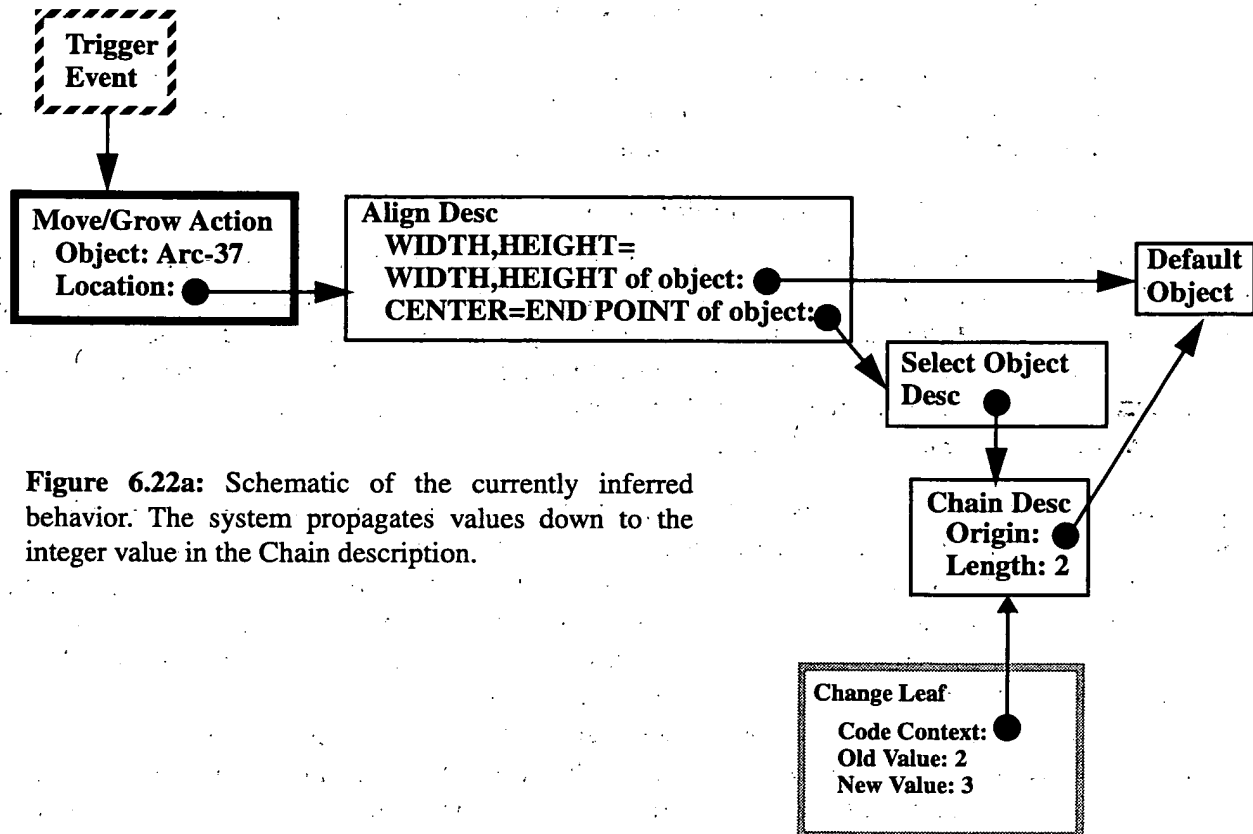 Trigger
Event
Move/Grow Action
Object: Arc-37
Location:
Align Desc
WIDTH,HEIGHT=
WIDTH,HEIGHT of object:
CENTER=END POINT of object:
Default
Object
Select Object
Desc
Chain Desc
Origin:
Length: 2
Figure 6.22a: Schematic of the currently inferred
behavior. The system propagates values down to the
integer value in the Chain description.
Change Leaf
Code Context:
Old Value: 2
New Value: 3